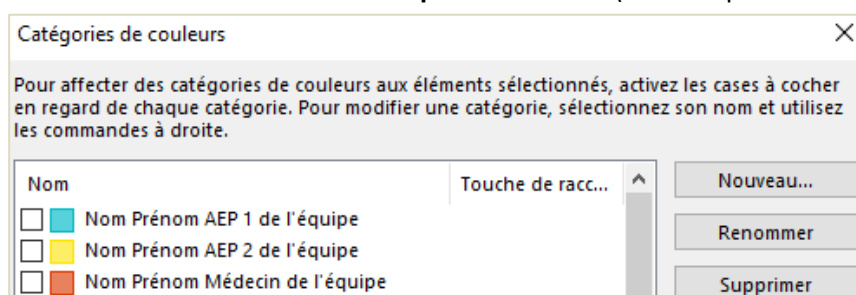 Catégories de couleurs
Pour affecter des catégories de couleurs aux éléments sélectionnés, activez les cases à cocher
en regard de chaque catégorie. Pour modifier une catégorie, sélectionnez son nom et utilisez
les commandes à droite.
Nom Touche de racc... Nouveau...
Nom Prénom AEP 1 de l'équipe
Renommer
Nom Prénom AEP 2 de l'équipe
Nom Prénom Médecin de l'équipe Supprimer